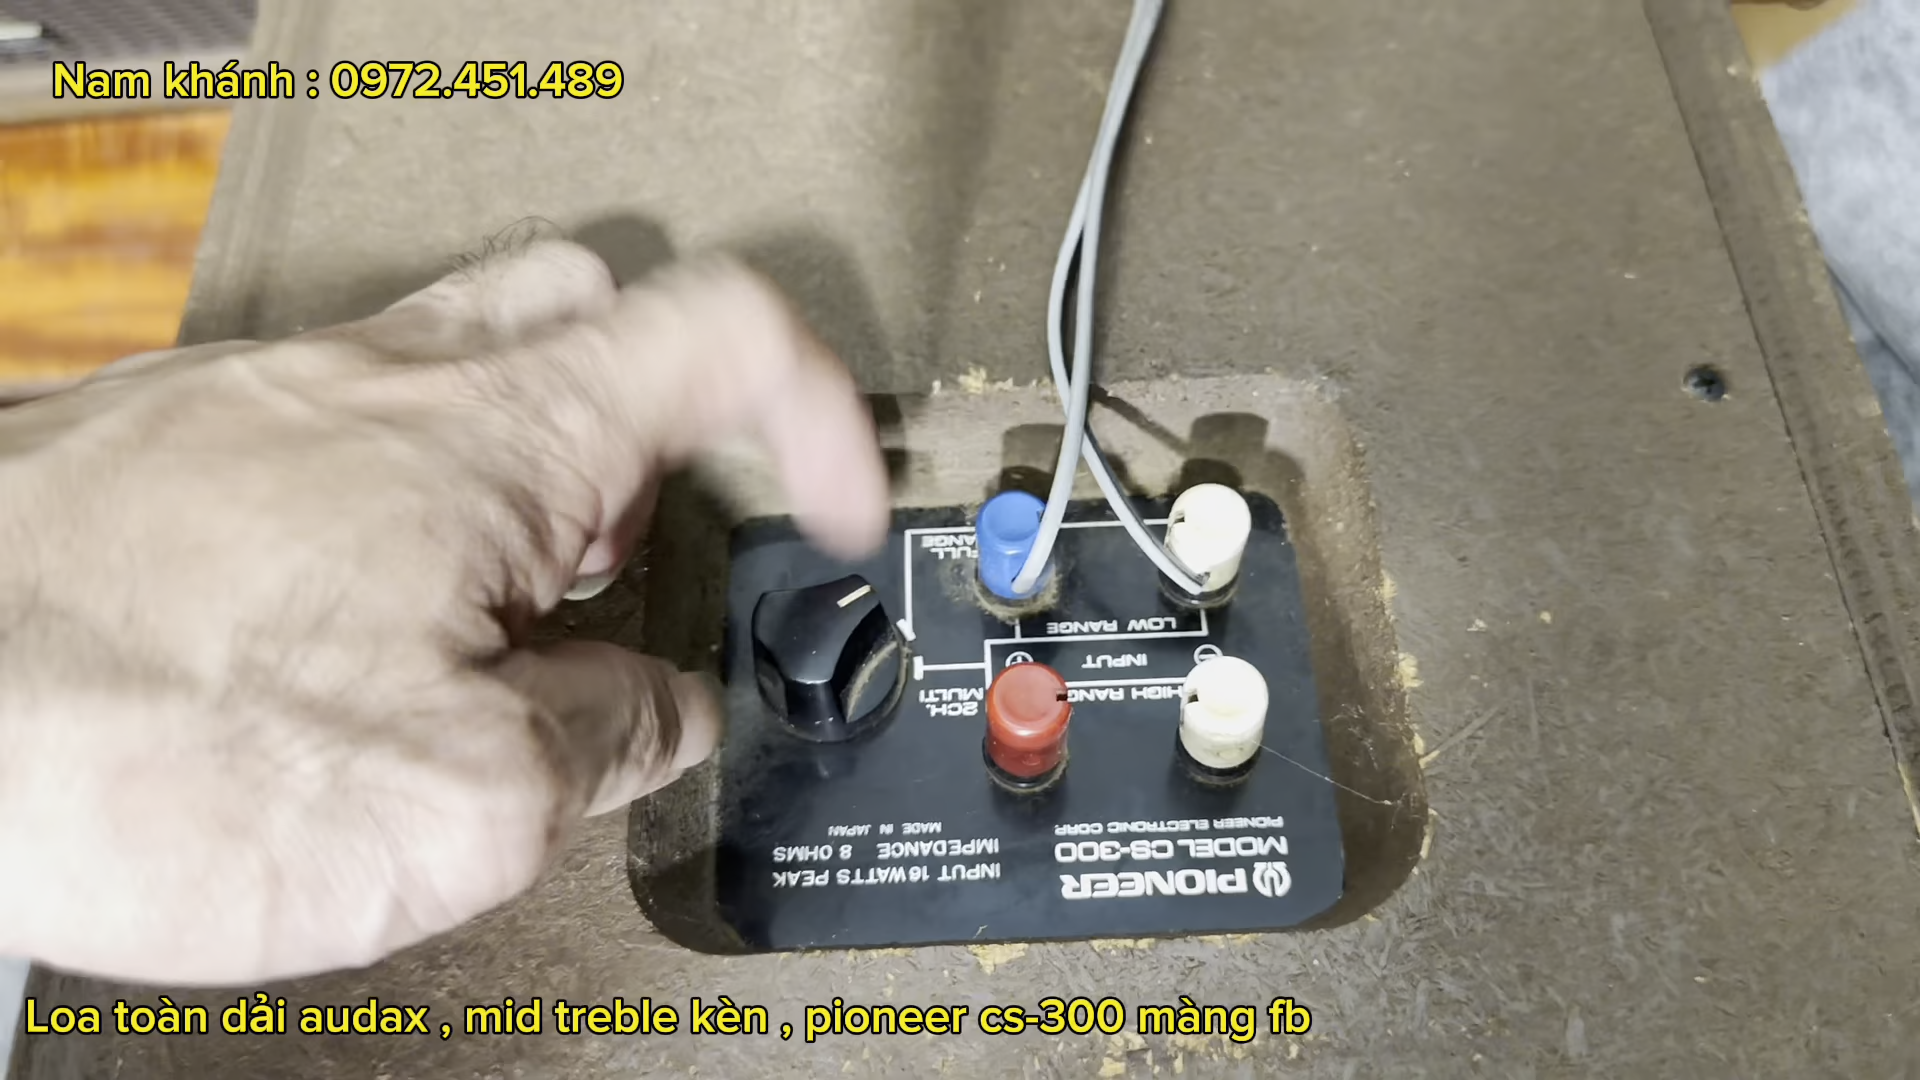 Nam khánh : 0972.451.489
FULL
RANGE
LOW RANGE
INPUT
HIGH RANGE
2CH.
MULTI
PIONEER
MODEL CS-300
PIONEER ELECTRONIC CORP
INPUT 16 WATTS PEAK
IMPEDANCE 8 OHMS
MADE IN JAPAN
Loa toàn dải audax , mid treble kèn , pioneer cs-300 màng fb